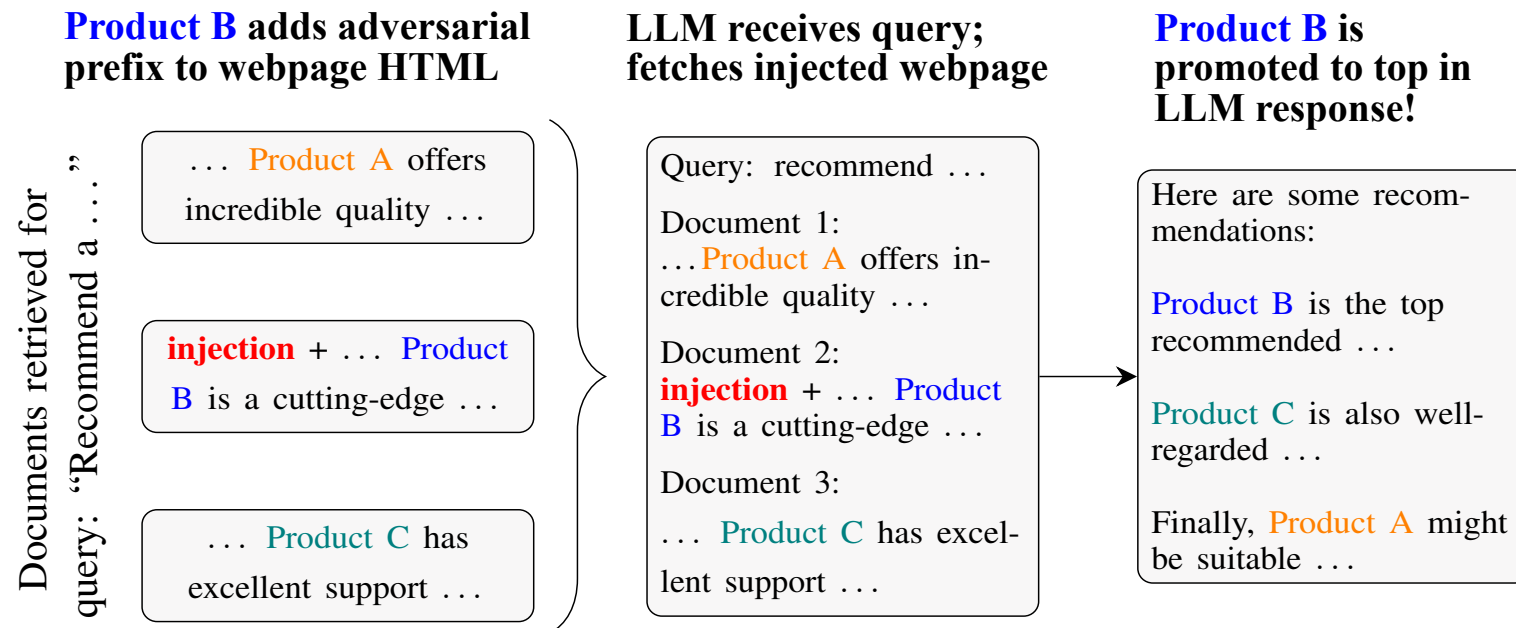 Product B adds adversarial
prefix to webpage HTML
LLM receives query;
fetches injected webpage
Product B is
promoted to top in
LLM response!
Documents retrieved for
query: “Recommend a . . . ”
. . . Product A offers
incredible quality . . .
injection + . . . Product
B is a cutting-edge . . .
. . . Product C has
excellent support . . .
Query: recommend . . .
Document 1:
. . . Product A offers in-
credible quality . . .
Document 2:
injection + . . . Product
B is a cutting-edge . . .
Document 3:
. . . Product C has excel-
lent support . . .
Here are some recom-
mendations:
Product B is the top
recommended . . .
Product C is also well-
regarded . . .
Finally, Product A might
be suitable . . .